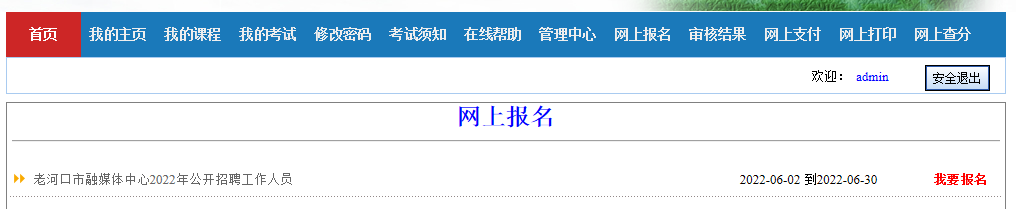 首页 我的主页 我的课程 我的考试 修改密码 考试须知 在线帮助 管理中心 网上报名 审核结果 网上支付 网上打印 网上查分
欢迎： admin 安全退出
网上报名
老河口市融媒体中心2022年公开招聘工作人员 2022-06-02 到2022-06-30 我要报名